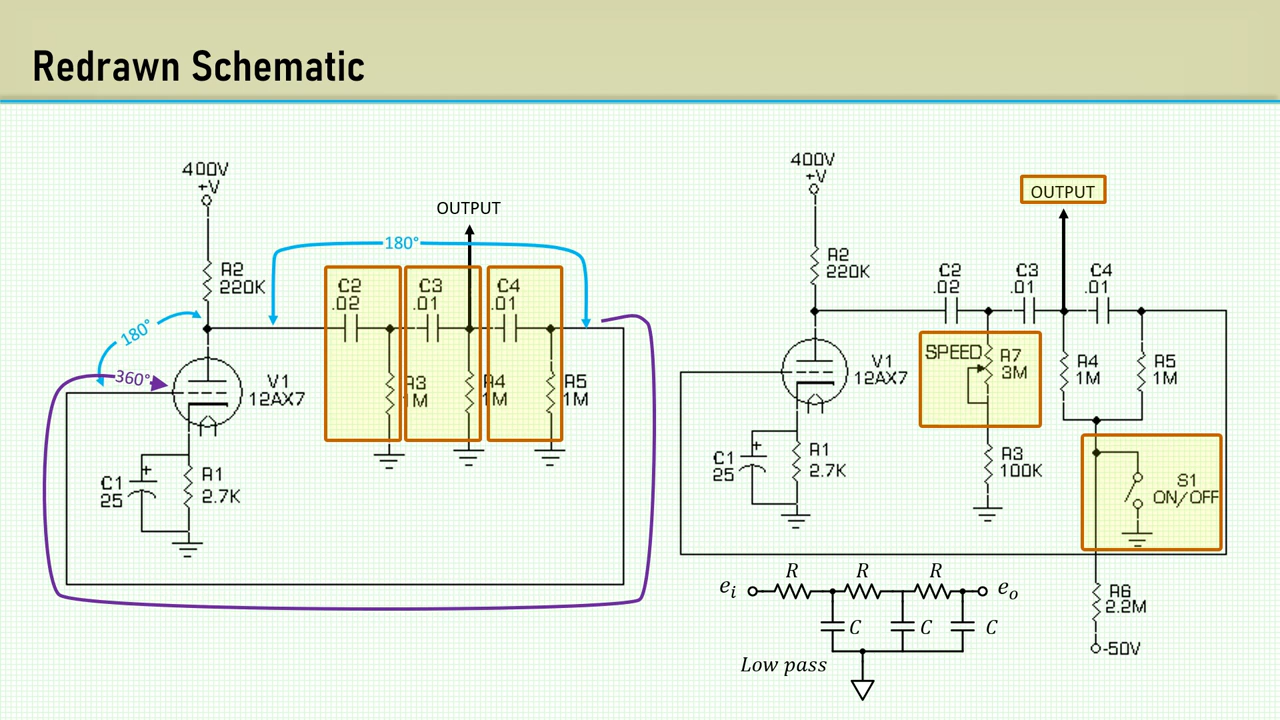 Redrawn Schematic
400V
+V
R2
220K
180°
360°
V1
12AX7
C1
25
+
R1
2.7K
180°
OUTPUT
C2
.02
C3
.01
C4
.01
R3
1M
R4
1M
R5
1M
400V
+V
R2
220K
V1
12AX7
C1
25
+
R1
2.7K
C2
.02
C3
.01
C4
.01
OUTPUT
SPEED
R7
3M
R3
100K
R4
1M
R5
1M
S1
ON/OFF
R6
2.2M
-50V
R R R
eᵢ eₒ
C C C
Low pass